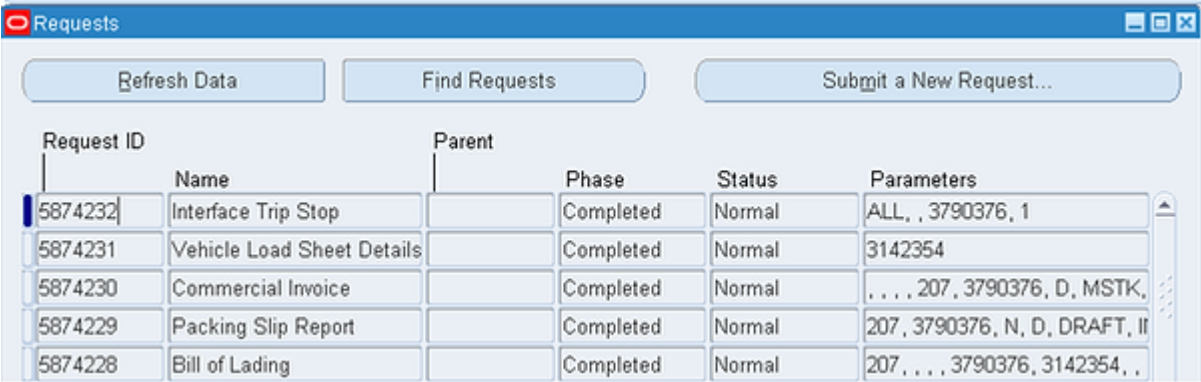 Requests
Refresh Data Find Requests Submit a New Request...
Request ID Parent
Name Phase Status Parameters
5874232 Interface Trip Stop Completed Normal ALL, , 3790376, 1
5874231 Vehicle Load Sheet Details Completed Normal 3142354
5874230 Commercial Invoice Completed Normal , , , , 207, 3790376, D, MSTK,
5874229 Packing Slip Report Completed Normal 207, 3790376, N, D, DRAFT,
5874228 Bill of Lading Completed Normal 207, , , , 3790376, 3142354, ,